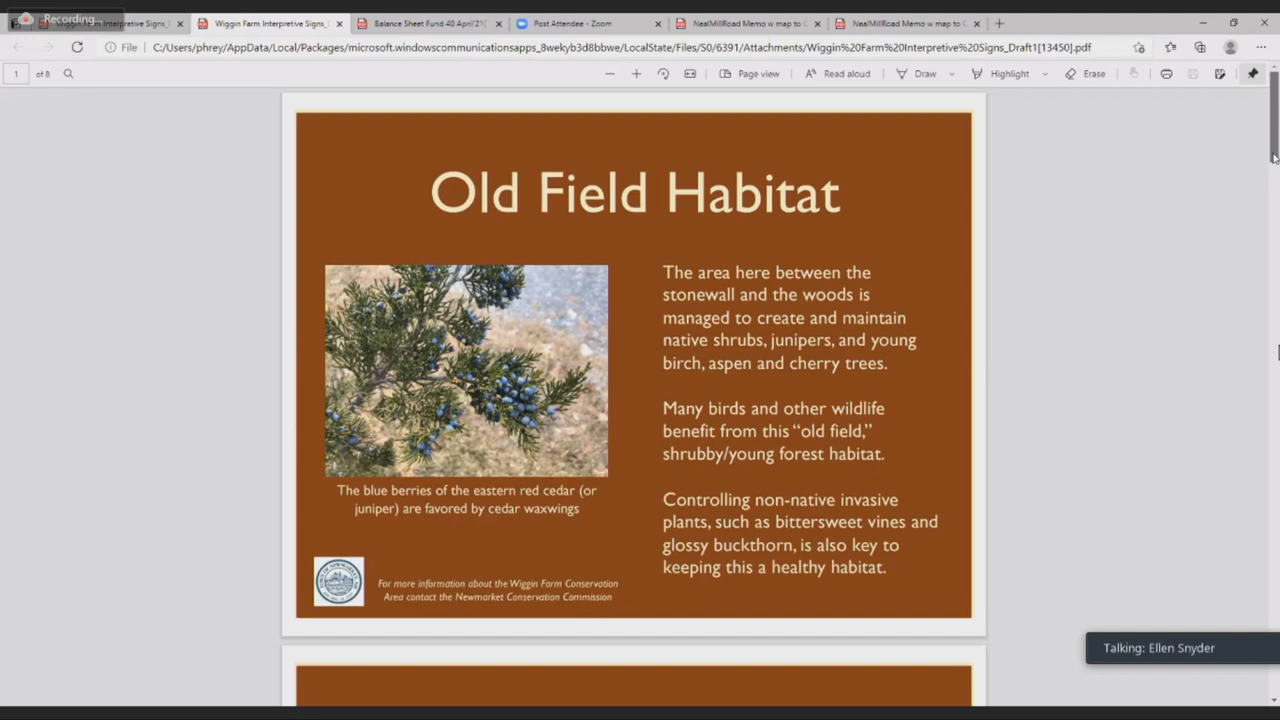 Recording
Wiggin Farm Interpretive Signs_
Wiggin Farm Interpretive Signs_
Balance Sheet Fund 40 April'21(
Post Attendee - Zoom
NealMillRoad Memo w map to C
NealMillRoad Memo w map to C
File
C:/Users/phrey/AppData/Local/Packages/microsoft.windowscommunicationsapps_8wekyb3d8bbwe/LocalState/Files/S0/6391/Attachments/Wiggin%20Farm%20Interpretive%20Signs_Draft1[13450].pdf
1 of 8
Page view
Read aloud
Draw
Highlight
Erase
Old Field Habitat
The area here between the
stonewall and the woods is
managed to create and maintain
native shrubs, junipers, and young
birch, aspen and cherry trees.
Many birds and other wildlife
benefit from this “old field,”
shrubby/young forest habitat.
Controlling non-native invasive
plants, such as bittersweet vines and
glossy buckthorn, is also key to
keeping this a healthy habitat.
The blue berries of the eastern red cedar (or
juniper) are favored by cedar waxwings
For more information about the Wiggin Farm Conservation
Area contact the Newmarket Conservation Commission
Talking: Ellen Snyder